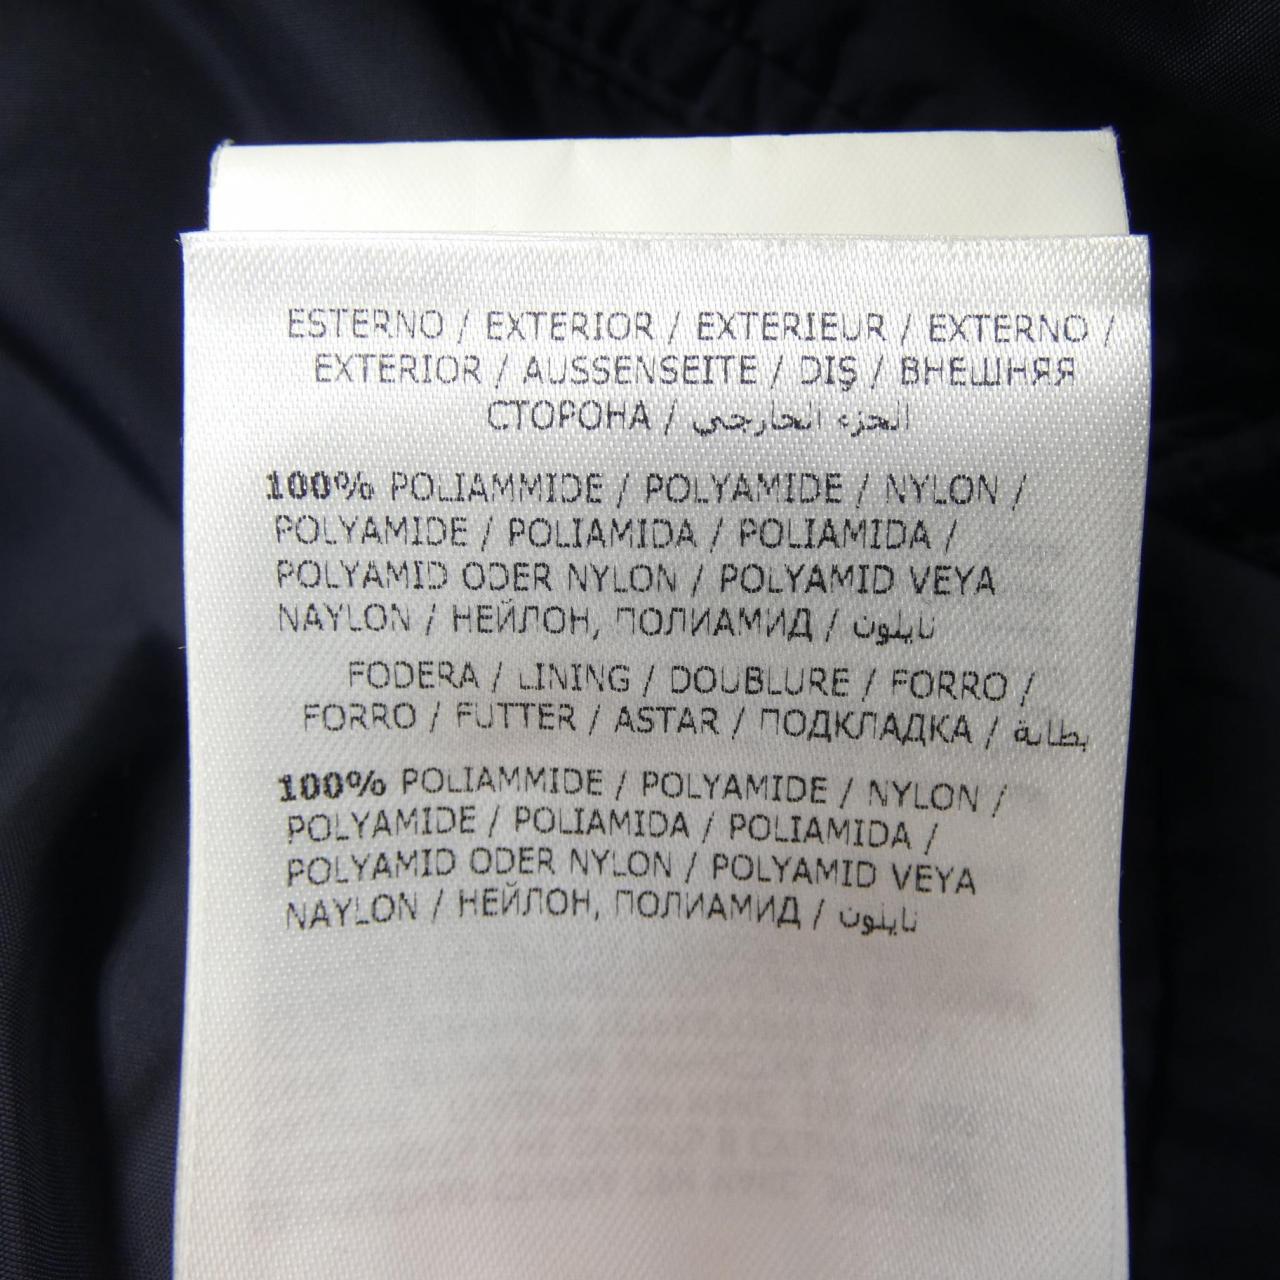 ESTERNO / EXTERIOR / EXTERIEUR / EXTERNO /
EXTERIOR / AUSSENSEITE / DIŞ / ВНЕШНЯЯ
СТОРОНА / الجزء الخارجي
100% POLIAMMIDE / POLYAMIDE / NYLON /
POLYAMIDE / POLIAMIDA / POLIAMIDA /
POLYAMID ODER NYLON / POLYAMID VEYA
NAYLON / НЕЙЛОН, ПОЛИАМИД / نايلون
FODERA / LINING / DOUBLURE / FORRO /
FORRO / FUTTER / ASTAR / ПОДКЛАДКА / بطانة
100% POLIAMMIDE / POLYAMIDE / NYLON /
POLYAMIDE / POLIAMIDA / POLIAMIDA /
POLYAMID ODER NYLON / POLYAMID VEYA
NAYLON / НЕЙЛОН, ПОЛИАМИД / نايلون